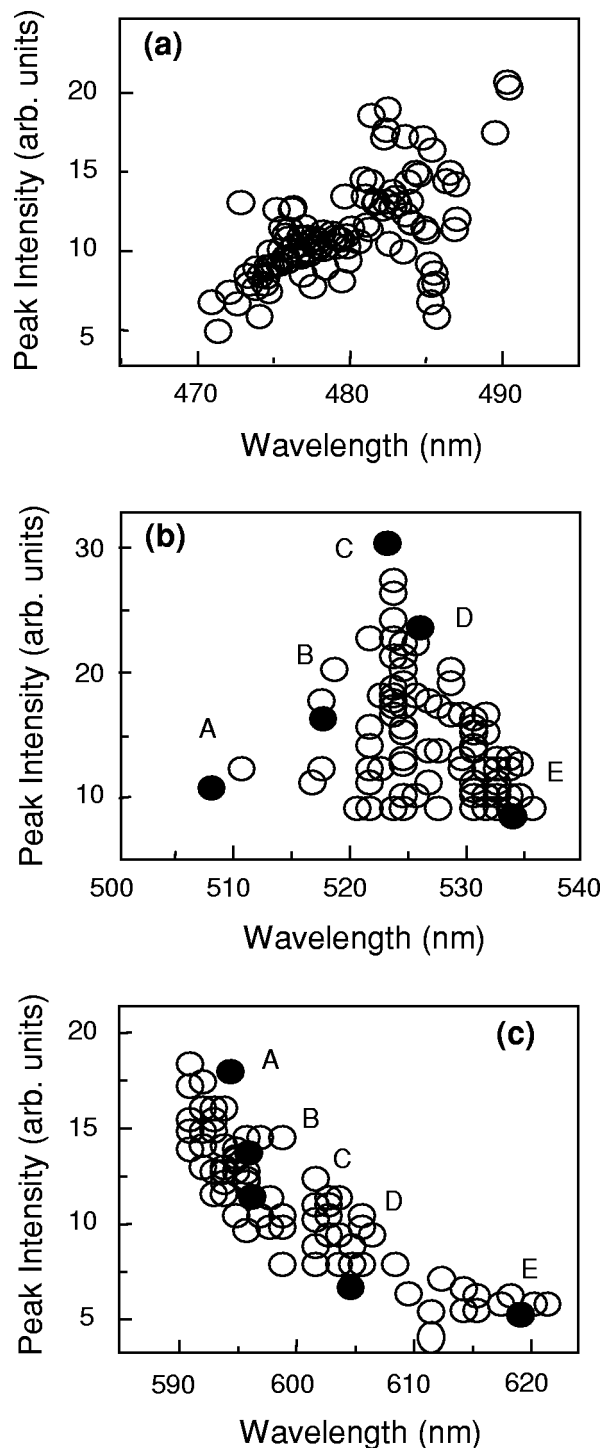 (a)
Peak Intensity (arb. units)
20
15
10
5
470 480 490
Wavelength (nm)
(b)
Peak Intensity (arb. units)
30
20
10
C
D
B
A
E
500 510 520 530 540
Wavelength (nm)
(c)
Peak Intensity (arb. units)
20
15
10
5
A
B
C
D
E
590 600 610 620
Wavelength (nm)